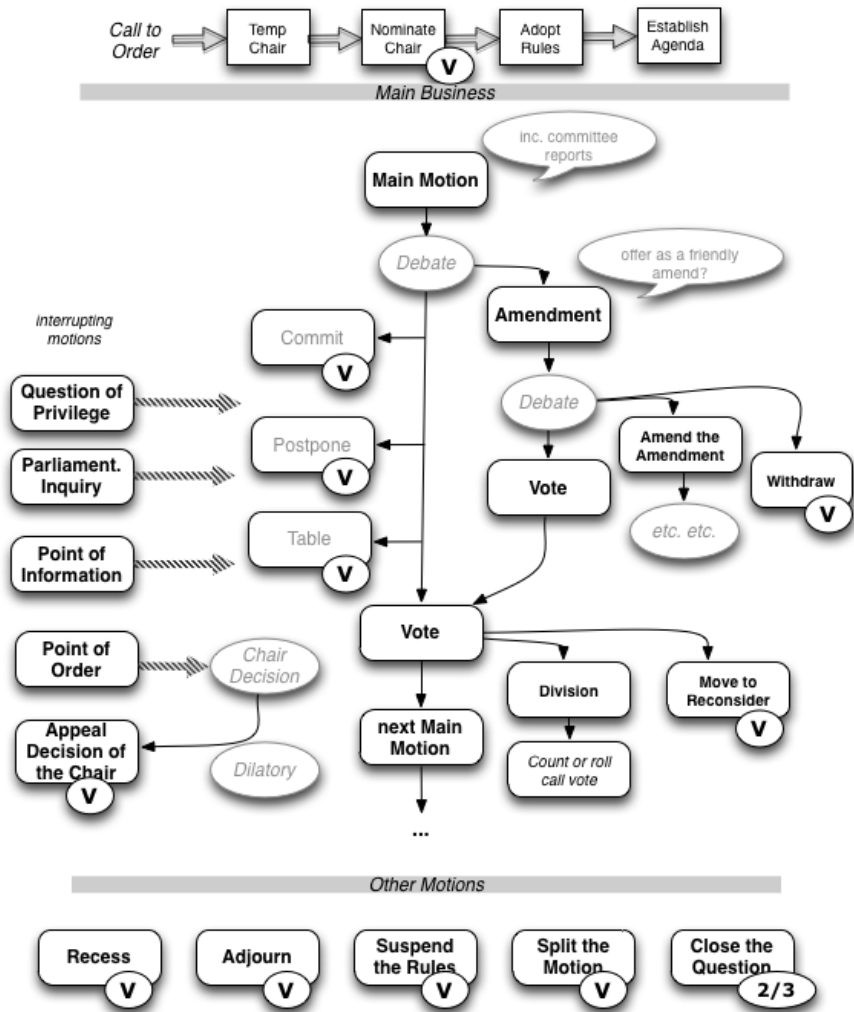 Call to
Order
Temp
Chair
Nominate
Chair
V
Adopt
Rules
Establish
Agenda
Main Business
inc. committee
reports
Main Motion
Debate
offer as a friendly
amend?
Amendment
interrupting
motions
Commit
V
Question of
Privilege
Debate
Postpone
V
Amend the
Amendment
Parliament.
Inquiry
Vote
Withdraw
V
etc. etc.
Table
V
Point of
Information
Vote
Point of
Order
Chair
Decision
Division
Move to
Reconsider
V
Appeal
Decision of
the Chair
V
Dilatory
next Main
Motion
Count or roll
call vote
...
Other Motions
Recess
V
Adjourn
V
Suspend
the Rules
V
Split the
Motion
V
Close the
Question
2/3